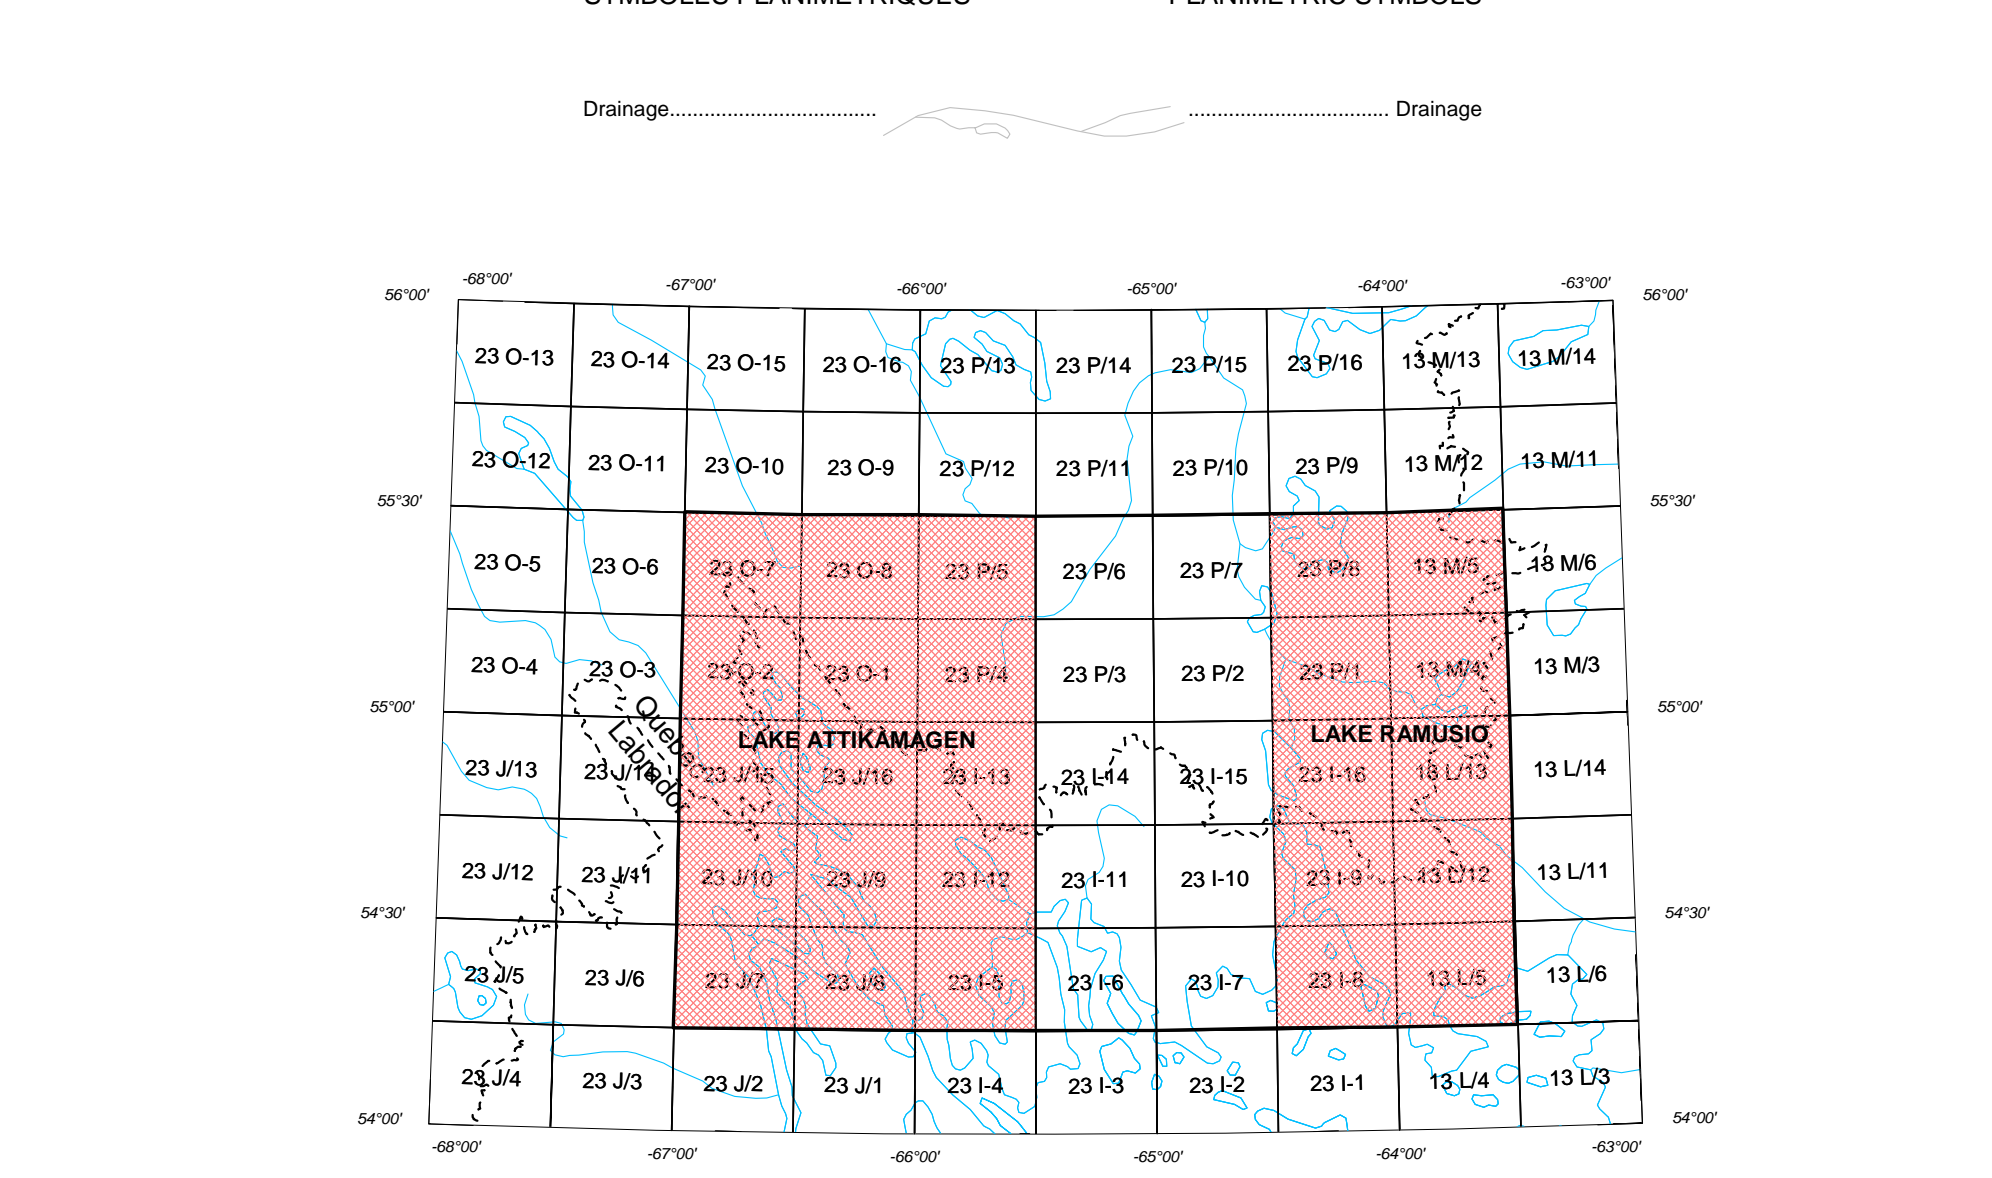 SYMBOLES PLANIMÉTRIQUES PLANIMETRIC SYMBOLS
Drainage.................................... ................................... Drainage
-68°00' -67°00' -66°00' -65°00' -64°00' -63°00'
56°00' 56°00'
23 O-13 23 O-14 23 O-15 23 O-16 23 P/13 23 P/14 23 P/15 23 P/16 13 M/13 13 M/14
23 O-12 23 O-11 23 O-10 23 O-9 23 P/12 23 P/11 23 P/10 23 P/9 13 M/12 13 M/11
55°30' 55°30'
23 O-5 23 O-6 23 O-7 23 O-8 23 P/5 23 P/6 23 P/7 23 P/8 13 M/5 13 M/6
23 O-4 23 O-3 23 O-2 23 O-1 23 P/4 23 P/3 23 P/2 23 P/1 13 M/4 13 M/3
55°00' 55°00'
Quebec
Labrador
LAKE ATTIKAMAGEN LAKE RAMUSIO
23 J/13 23 J/14 23 J/15 23 J/16 23 I-13 23 I-14 23 I-15 23 I-16 13 L/13 13 L/14
23 J/12 23 J/11 23 J/10 23 J/9 23 I-12 23 I-11 23 I-10 23 I-9 13 L/12 13 L/11
54°30' 54°30'
23 J/5 23 J/6 23 J/7 23 J/8 23 I-5 23 I-6 23 I-7 23 I-8 13 L/5 13 L/6
23 J/4 23 J/3 23 J/2 23 J/1 23 I-4 23 I-3 23 I-2 23 I-1 13 L/4 13 L/3
54°00' 54°00'
-68°00' -67°00' -66°00' -65°00' -64°00' -63°00'